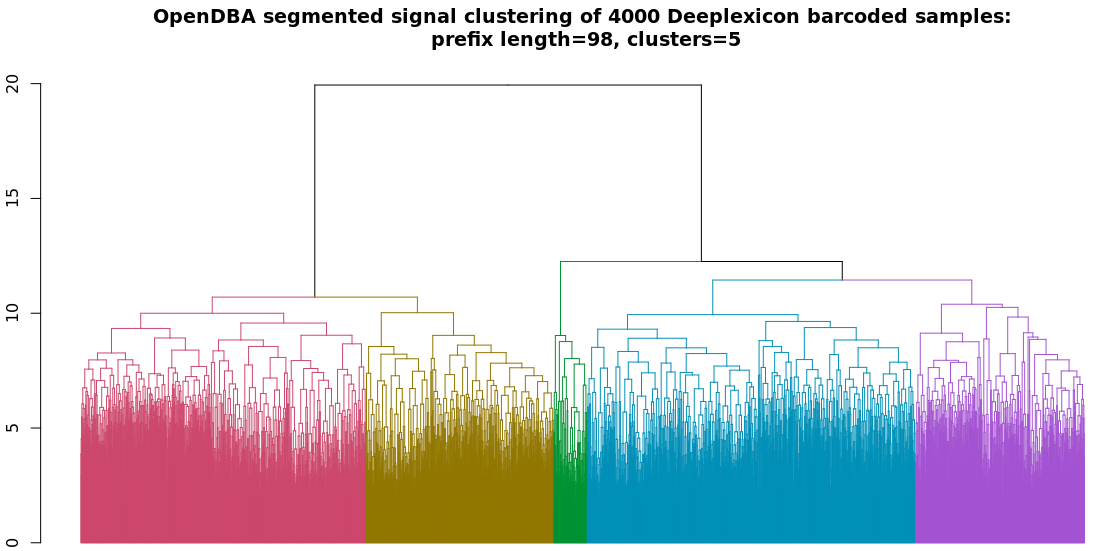 OpenDBA segmented signal clustering of 4000 Deeplexicon barcoded samples:
prefix length=98, clusters=5
20
15
10
5
0